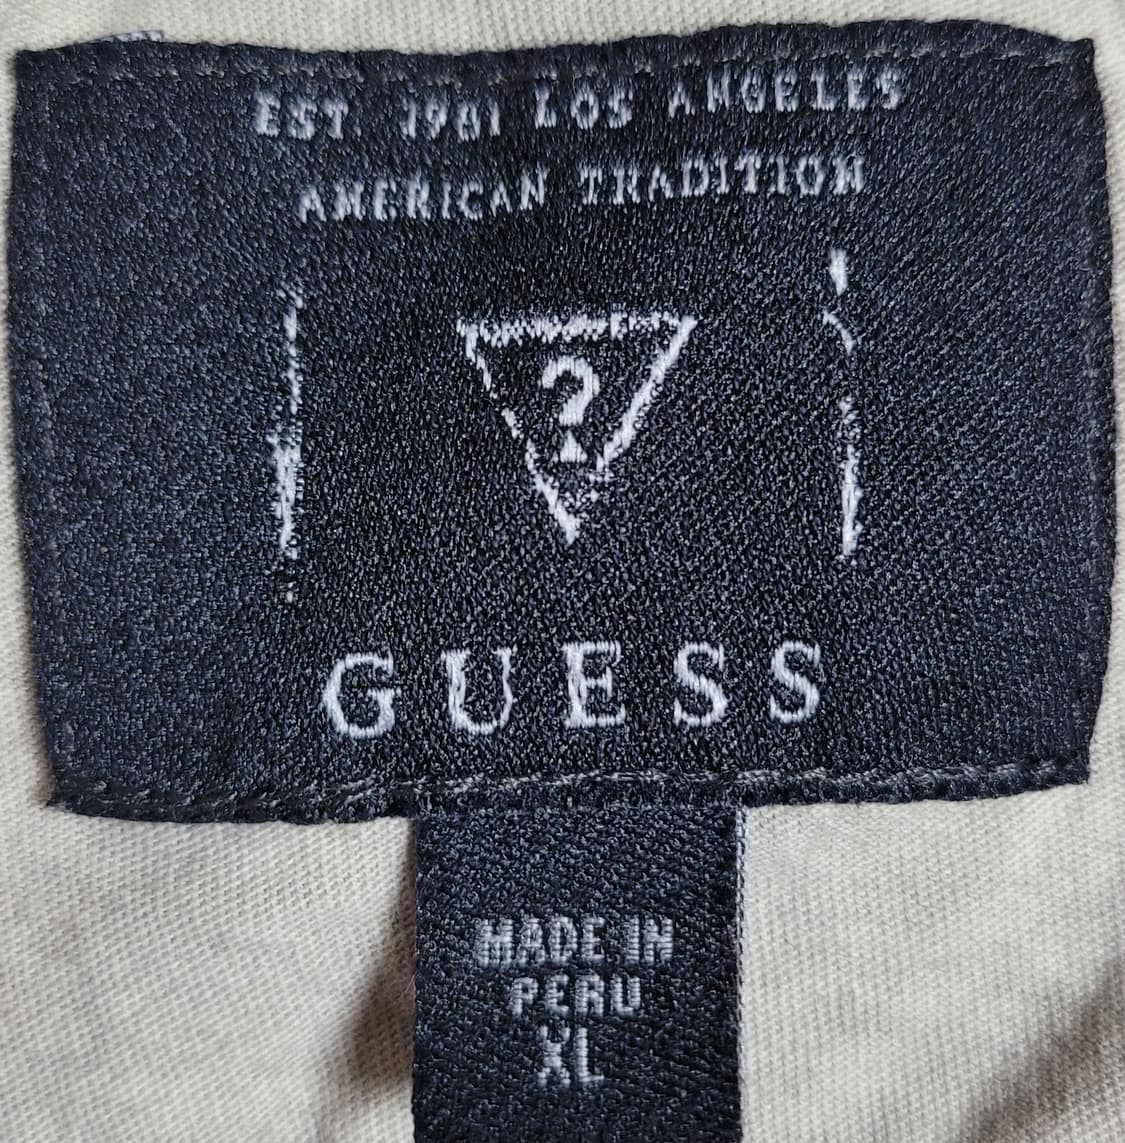 EST. 1981 LOS ANGELES
AMERICAN TRADITION
?
GUESS
MADE IN
PERU
XL